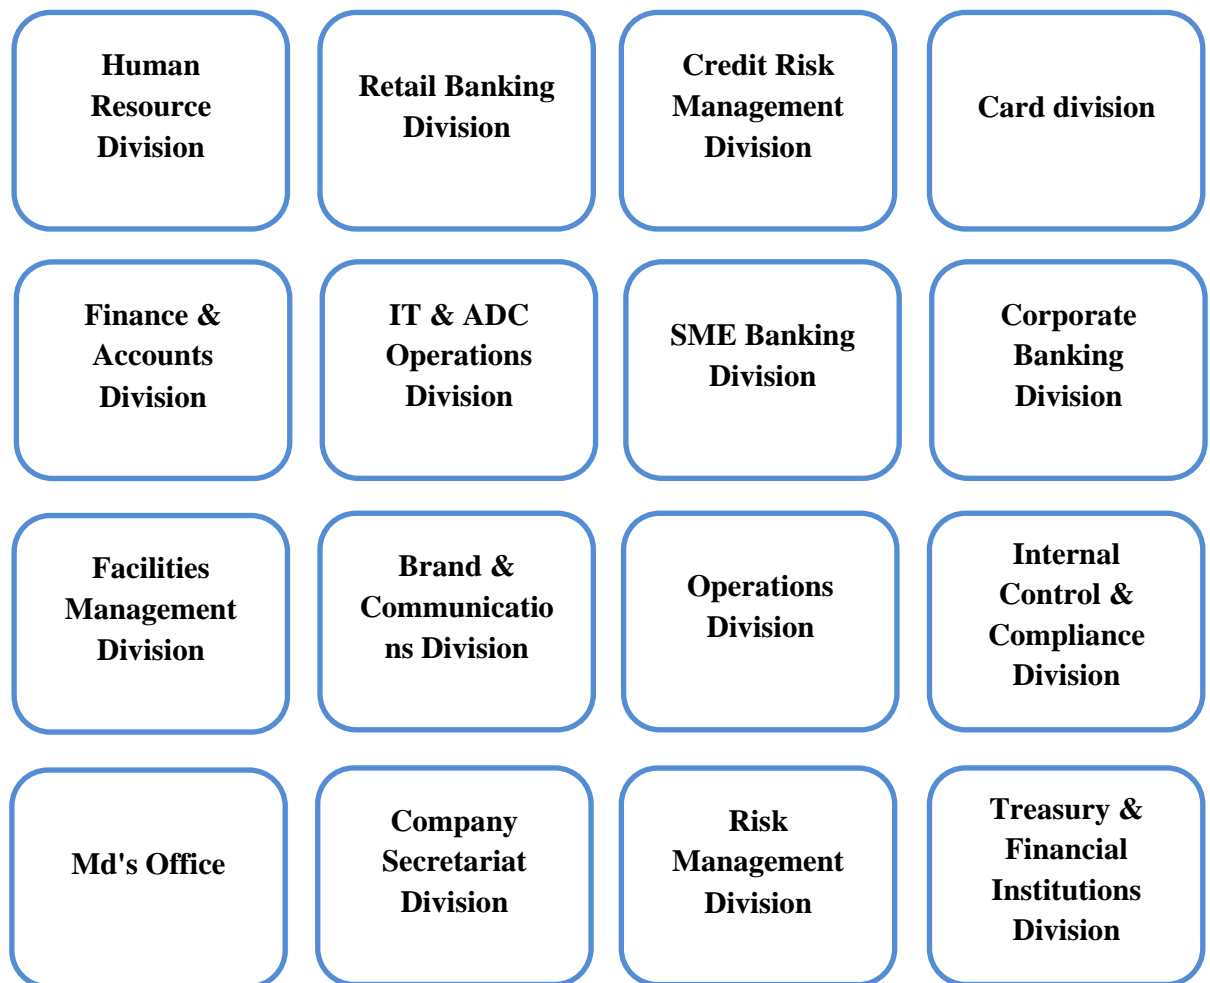 Human
Resource
Division
Retail Banking
Division
Credit Risk
Management
Division
Card division
Finance &
Accounts
Division
IT & ADC
Operations
Division
SME Banking
Division
Corporate
Banking
Division
Facilities
Management
Division
Brand &
Communicatio
ns Division
Operations
Division
Internal
Control &
Compliance
Division
Md's Office
Company
Secretariat
Division
Risk
Management
Division
Treasury &
Financial
Institutions
Division